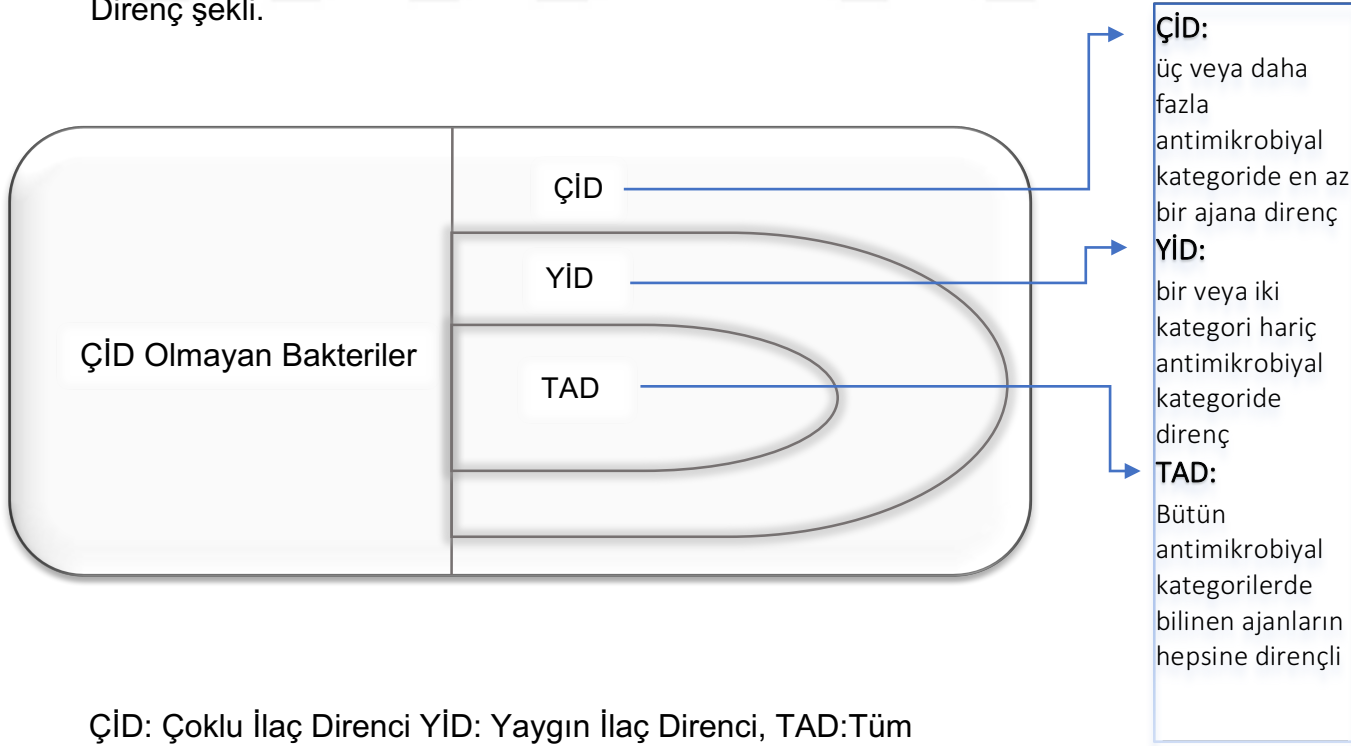 Direnç şekli.
ÇİD
YİD
ÇİD Olmayan Bakteriler
TAD
ÇİD:
üç veya daha
fazla
antimikrobiyal
kategoride en az
bir ajana direnç
YİD:
bir veya iki
kategori hariç
antimikrobiyal
kategoride
direnç
TAD:
Bütün
antimikrobiyal
kategorilerde
bilinen ajanların
hepsine dirençli
ÇİD: Çoklu İlaç Direnci YİD: Yaygın İlaç Direnci, TAD:Tüm